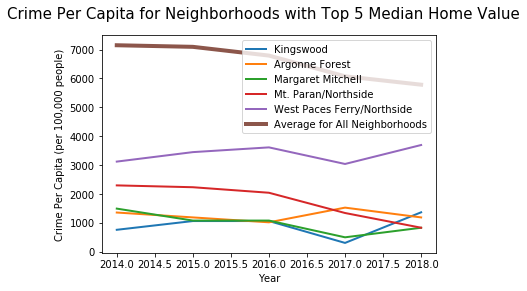 Crime Per Capita for Neighborhoods with Top 5 Median Home Value
Crime Per Capita (per 100,000 people)
7000
6000
5000
4000
3000
2000
1000
0
Kingswood
Argonne Forest
Margaret Mitchell
Mt. Paran/Northside
West Paces Ferry/Northside
Average for All Neighborhoods
2014.0 2014.5 2015.0 2015.5 2016.0 2016.5 2017.0 2017.5 2018.0
Year